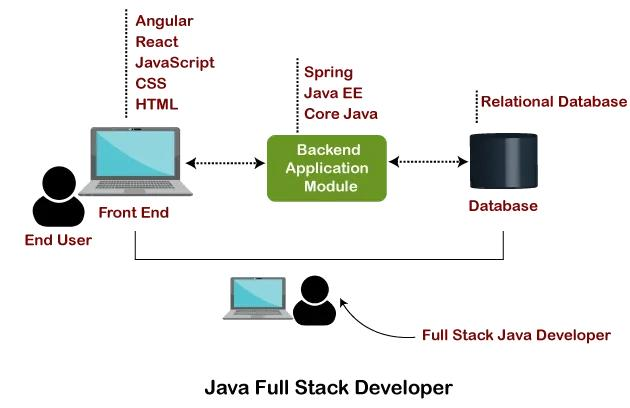 Angular
React
JavaScript
CSS
HTML
Spring
Java EE
Core Java
Relational Database
Backend
Application
Module
Front End
Database
End User
Full Stack Java Developer
Java Full Stack Developer